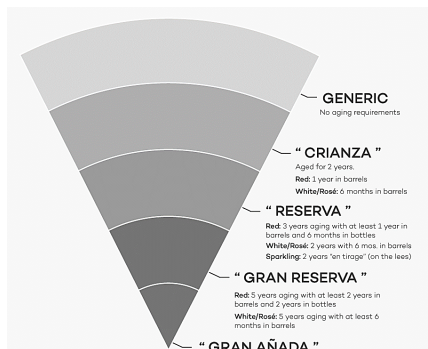 GENERIC
No aging requirements
“ CRIANZA ”
Aged for 2 years.
Red: 1 year in barrels
White/Rosé: 6 months in barrels
“ RESERVA ”
Red: 3 years aging with at least 1 year in
barrels and 6 months in bottles
White/Rosé: 2 years with 6 mos. in barrels
Sparkling: 2 years "en tirage" (on the lees)
“ GRAN RESERVA ”
Red: 5 years aging with at least 2 years in
barrels and 2 years in bottles
White/Rosé: 5 years aging with at least 6
months in barrels
“ GRAN AÑADA ”